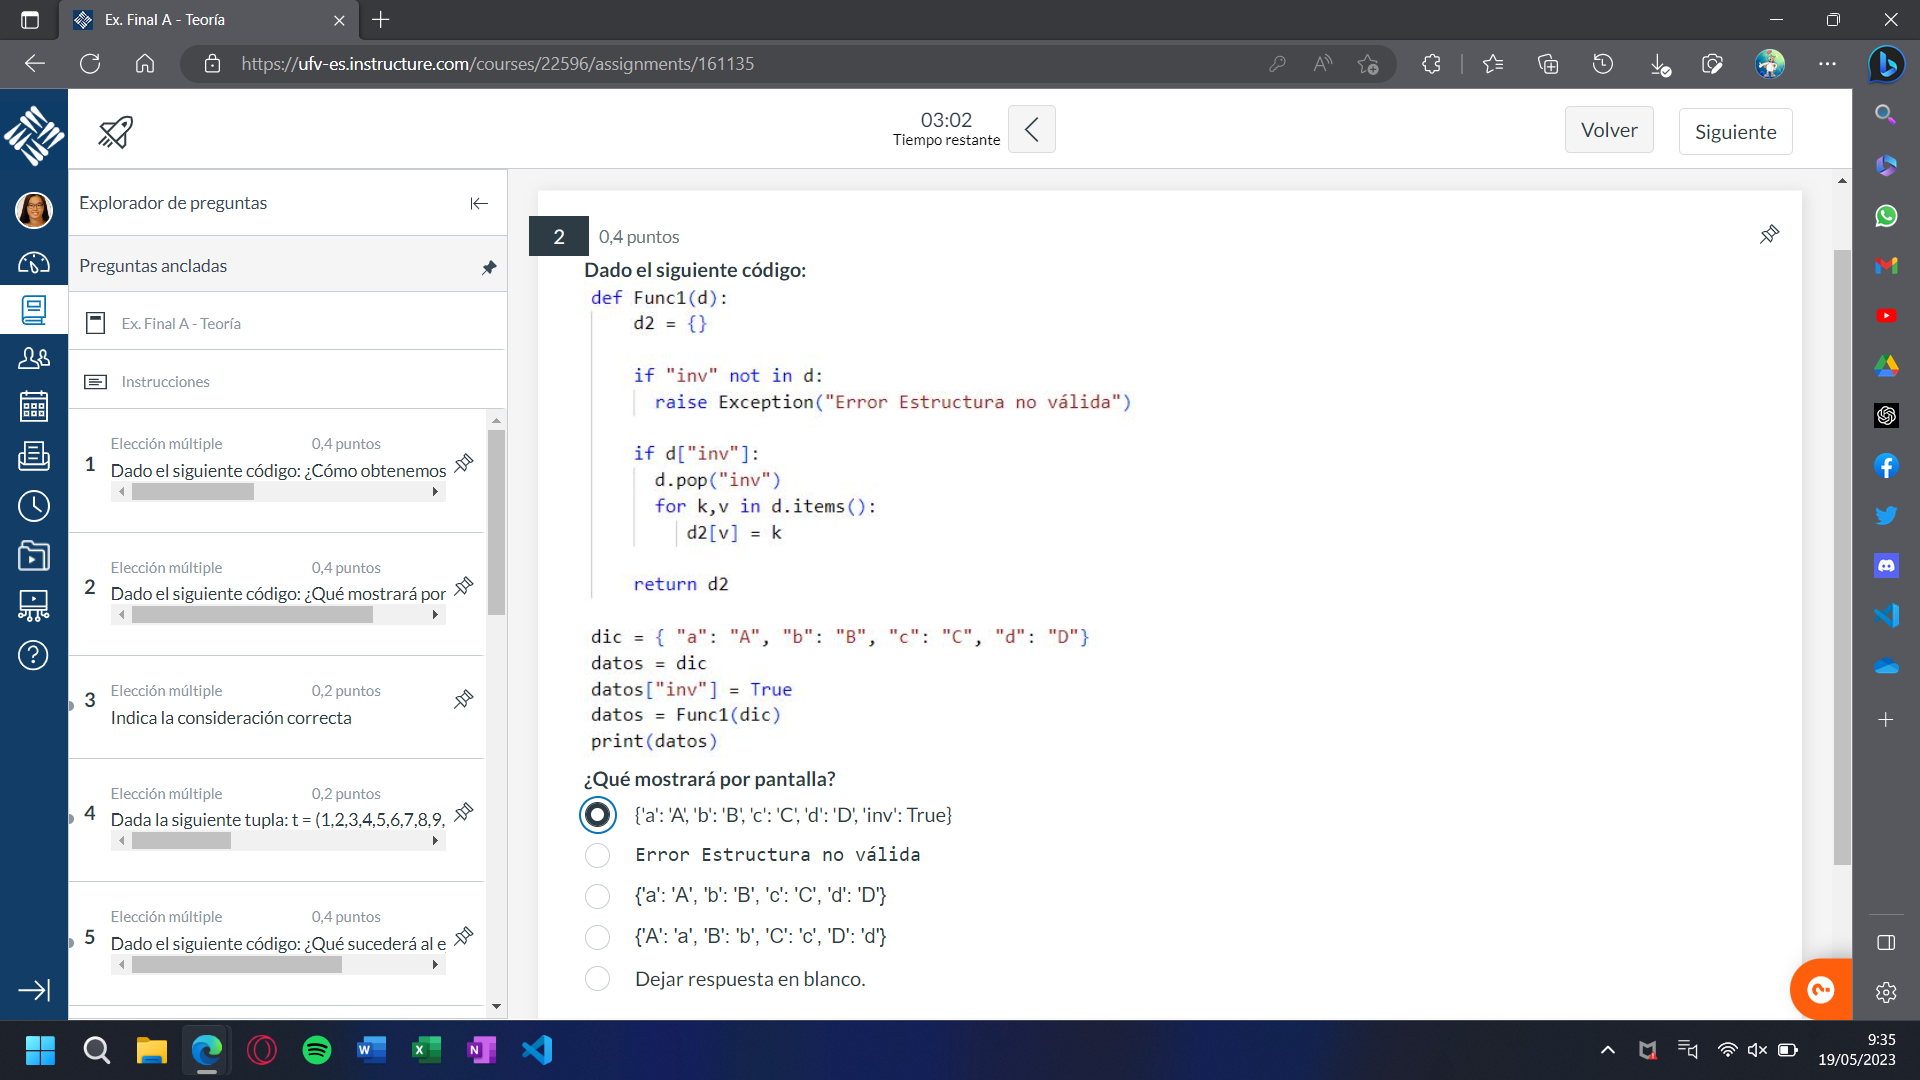 Ex. Final A - Teoría
https://ufv-es.instructure.com/courses/22596/assignments/161135
03:02
Tiempo restante
Volver
Siguiente
Explorador de preguntas
Preguntas ancladas
Ex. Final A - Teoría
Instrucciones
Elección múltiple 0,4 puntos
1 Dado el siguiente código: ¿Cómo obtenemos
Elección múltiple 0,4 puntos
2 Dado el siguiente código: ¿Qué mostrará por
Elección múltiple 0,2 puntos
3 Indica la consideración correcta
Elección múltiple 0,2 puntos
4 Dada la siguiente tupla: t = (1,2,3,4,5,6,7,8,9,
Elección múltiple 0,4 puntos
5 Dado el siguiente código: ¿Qué sucederá al e
2 0,4 puntos
Dado el siguiente código:
def Func1(d):
d2 = {}
if "inv" not in d:
raise Exception("Error Estructura no válida")
if d["inv"]:
d.pop("inv")
for k,v in d.items():
d2[v] = k
return d2
dic = { "a": "A", "b": "B", "c": "C", "d": "D"}
datos = dic
datos["inv"] = True
datos = Func1(dic)
print(datos)
¿Qué mostrará por pantalla?
{'a': 'A', 'b': 'B', 'c': 'C', 'd': 'D', 'inv': True}
Error Estructura no válida
{'a': 'A', 'b': 'B', 'c': 'C', 'd': 'D'}
{'A': 'a', 'B': 'b', 'C': 'c', 'D': 'd'}
Dejar respuesta en blanco.
9:35
19/05/2023